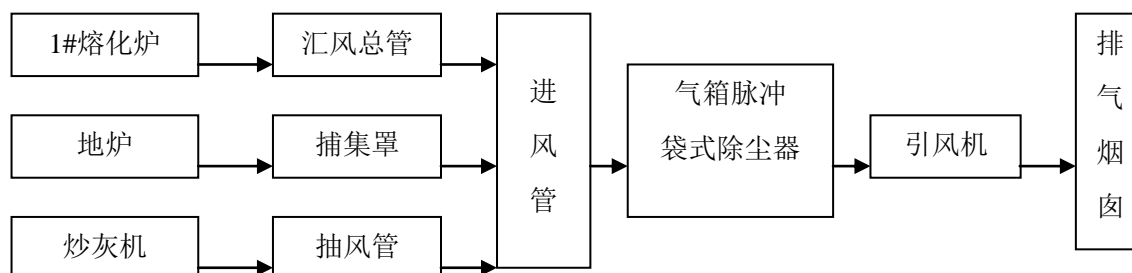 1#熔化炉
汇风总管
地炉
捕集罩
炒灰机
抽风管
进
风
管
气箱脉冲
袋式除尘器
引风机
排
气
烟
囱